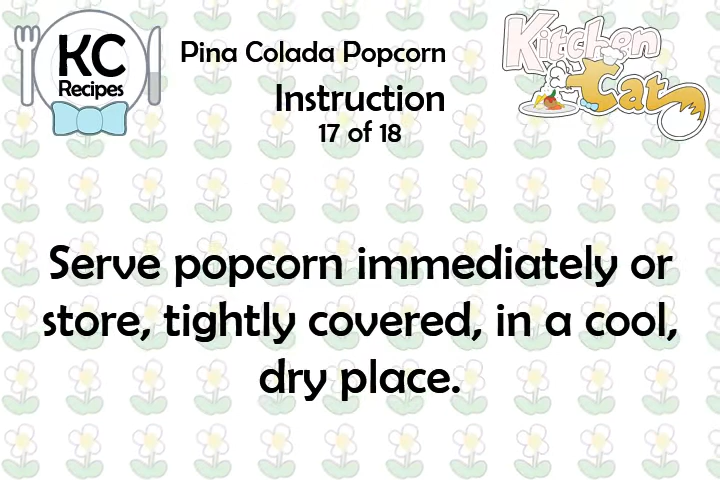 KC
Recipes
Pina Colada Popcorn
Kitchen
Cat
Instruction
17 of 18
Serve popcorn immediately or
store, tightly covered, in a cool,
dry place.